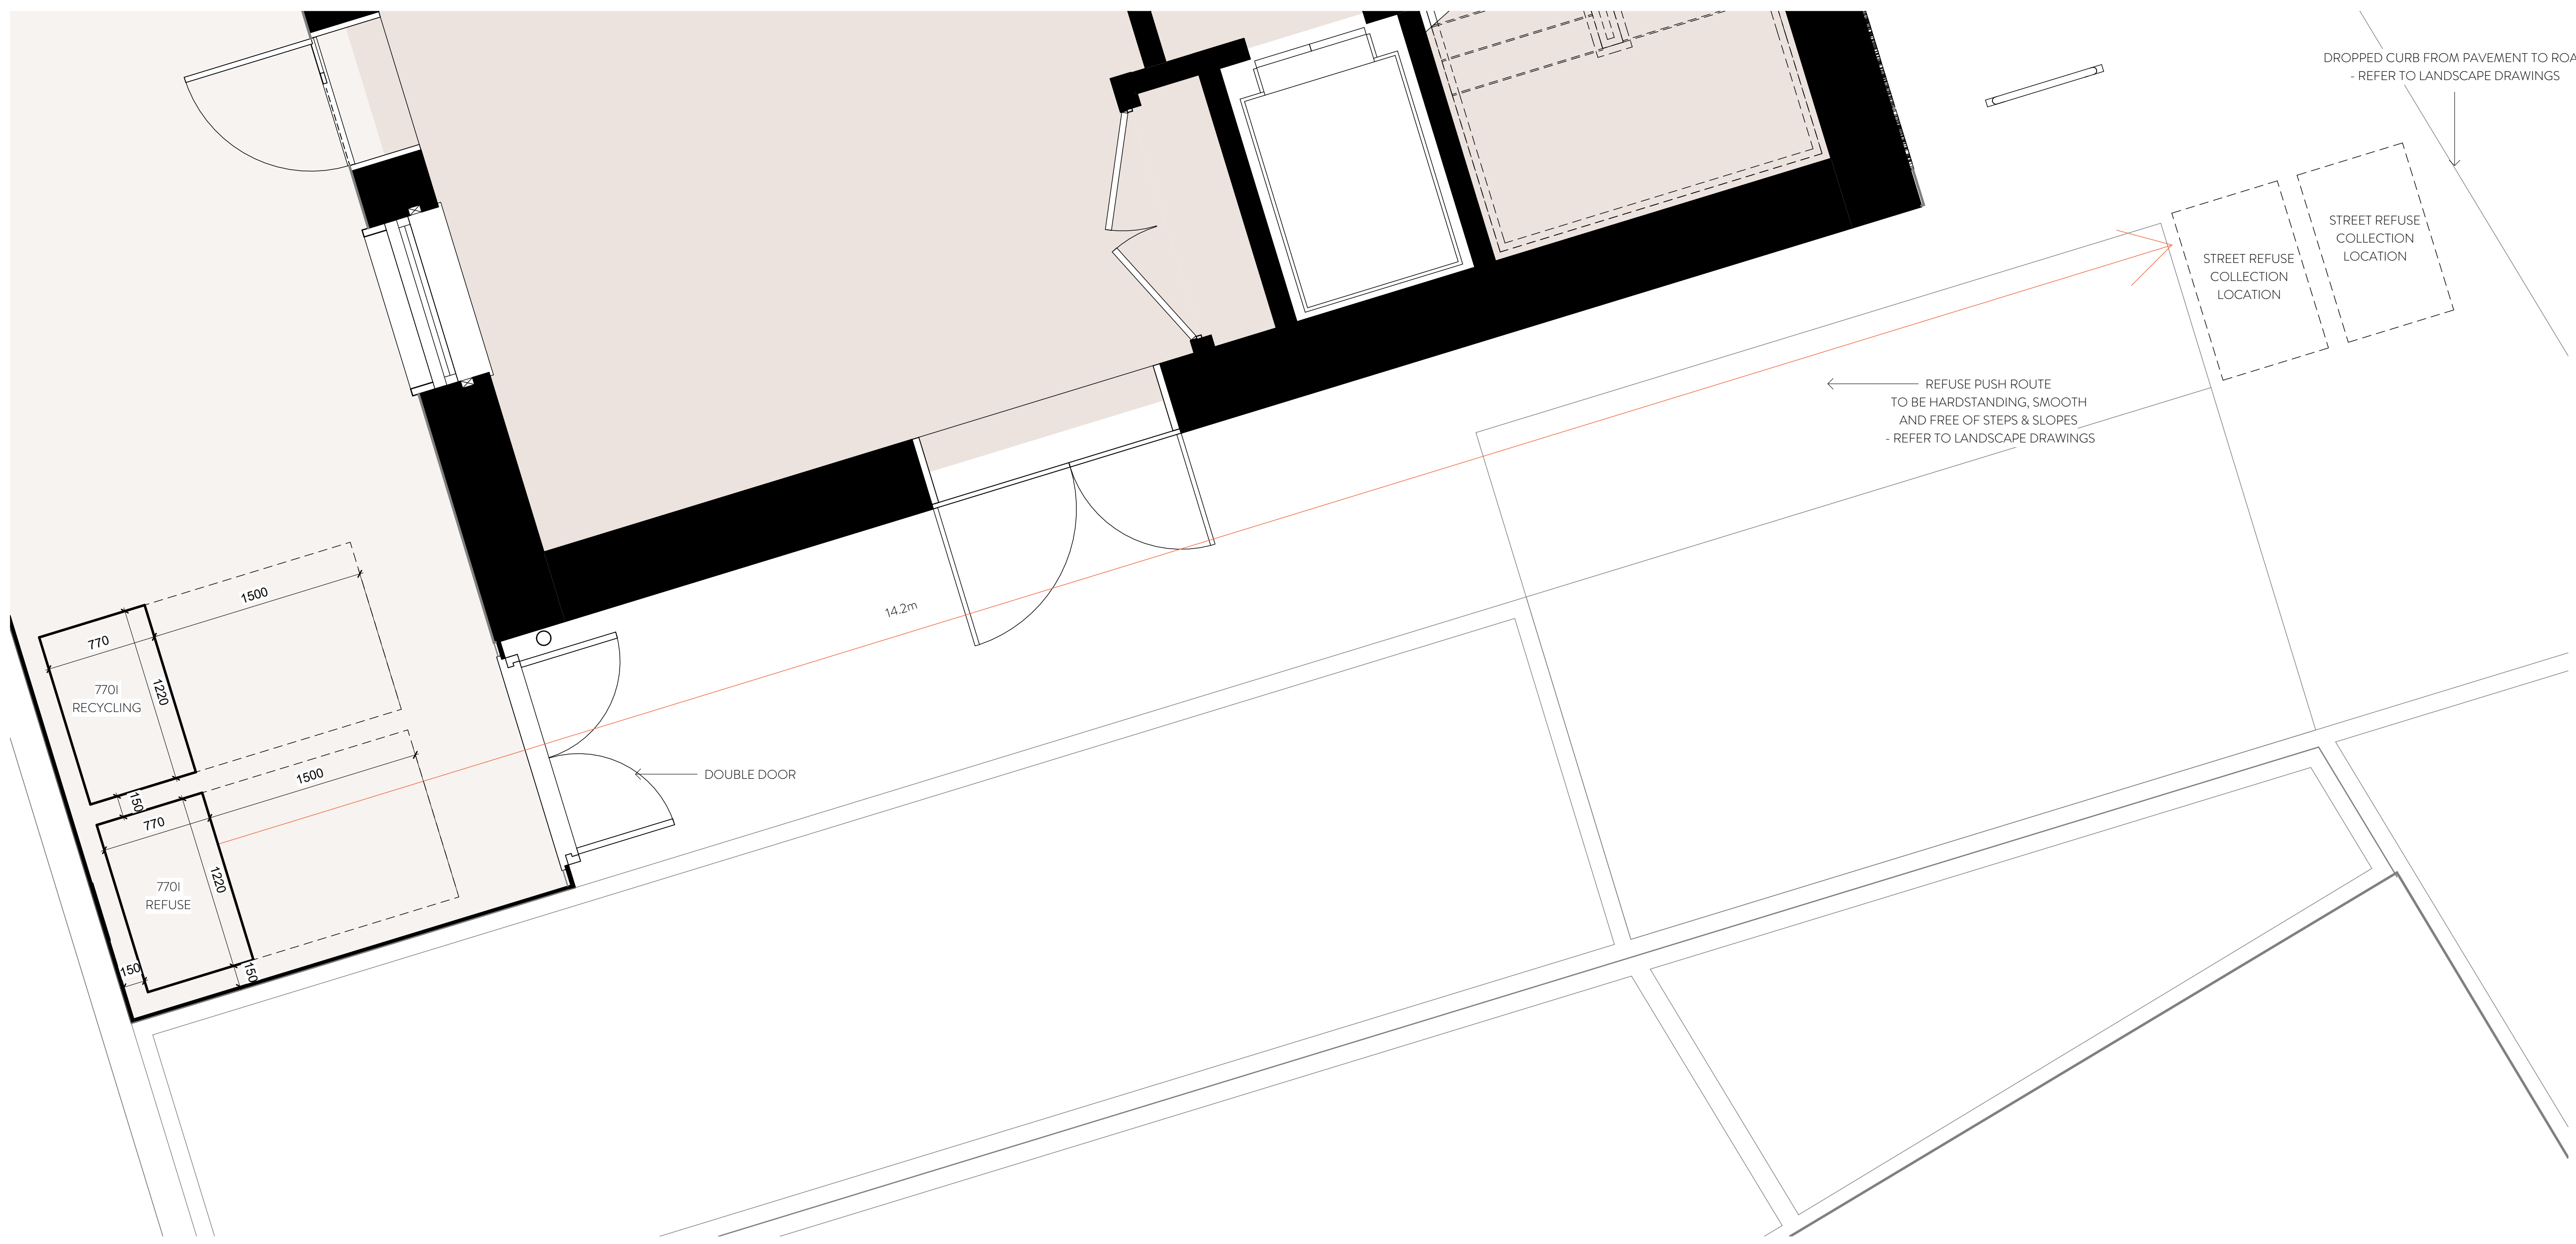 DROPPED CURB FROM PAVEMENT TO ROA
- REFER TO LANDSCAPE DRAWINGS
STREET REFUSE
COLLECTION
LOCATION
STREET REFUSE
COLLECTION
LOCATION
REFUSE PUSH ROUTE
TO BE HARDSTANDING, SMOOTH
AND FREE OF STEPS & SLOPES
- REFER TO LANDSCAPE DRAWINGS
14.2m
DOUBLE DOOR
1500
770
1220
770l
RECYCLING
150
1500
770
1220
770l
REFUSE
150
150